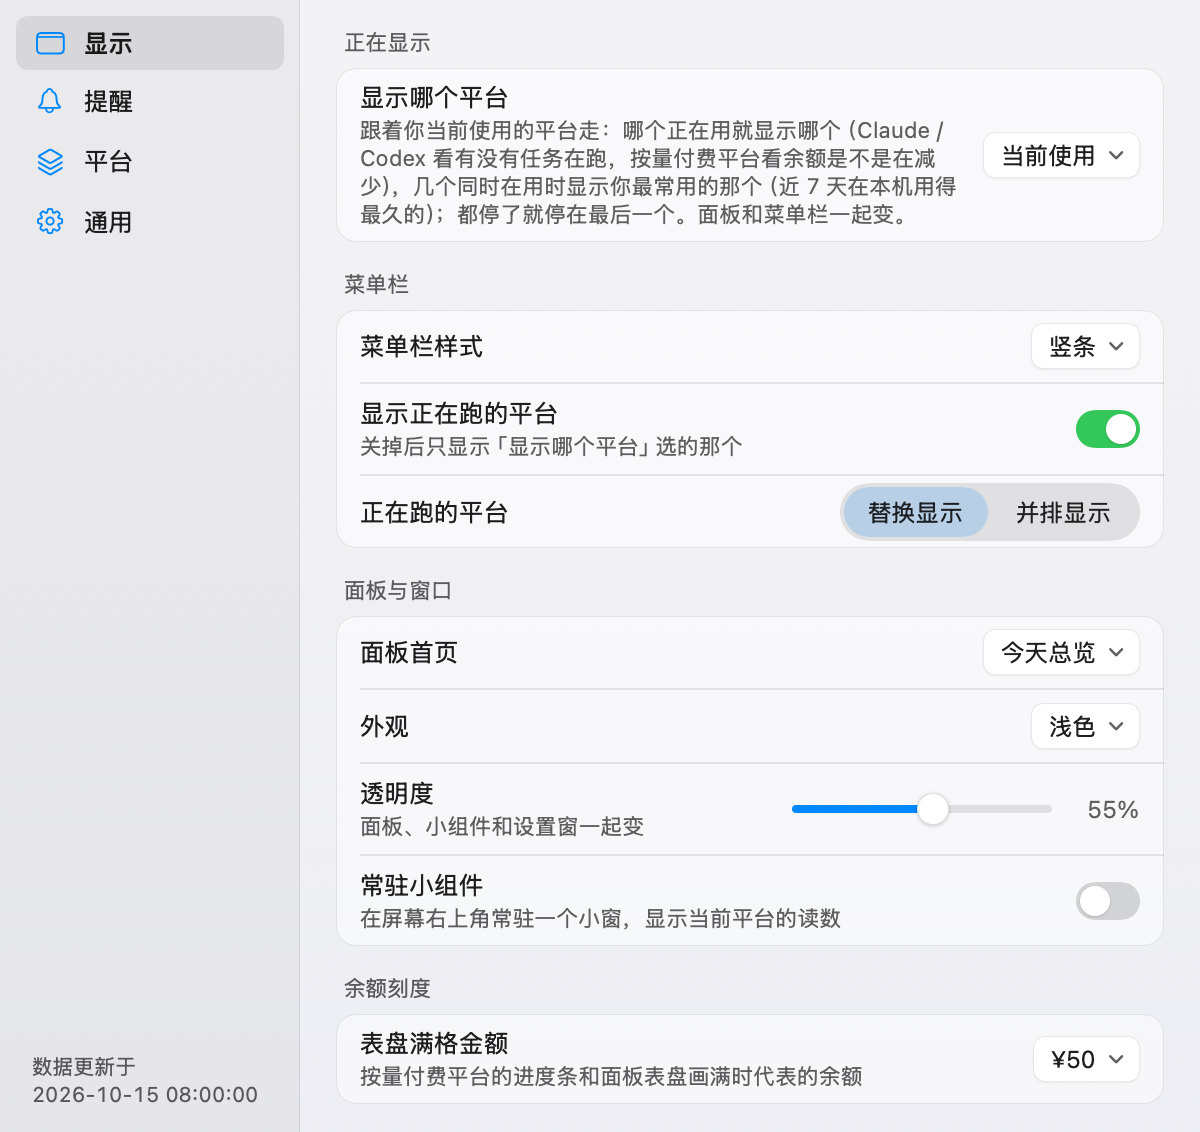 显示
提醒
平台
通用
数据更新于
2026-10-15 08:00:00
正在显示
显示哪个平台
跟着你当前使用的平台走：哪个正在用就显示哪个（Claude /
Codex 看有没有任务在跑，按量付费平台看余额是不是在减
少），几个同时在用时显示你最常用的那个（近 7 天在本机用得
最久的）；都停了就停在最后一个。面板和菜单栏一起变。
当前使用
菜单栏
菜单栏样式
竖条
显示正在跑的平台
关掉后只显示「显示哪个平台」选的那个
正在跑的平台
替换显示
并排显示
面板与窗口
面板首页
今天总览
外观
浅色
透明度
面板、小组件和设置窗一起变
55%
常驻小组件
在屏幕右上角常驻一个小窗，显示当前平台的读数
余额刻度
表盘满格金额
按量付费平台的进度条和面板表盘画满时代表的余额
¥50